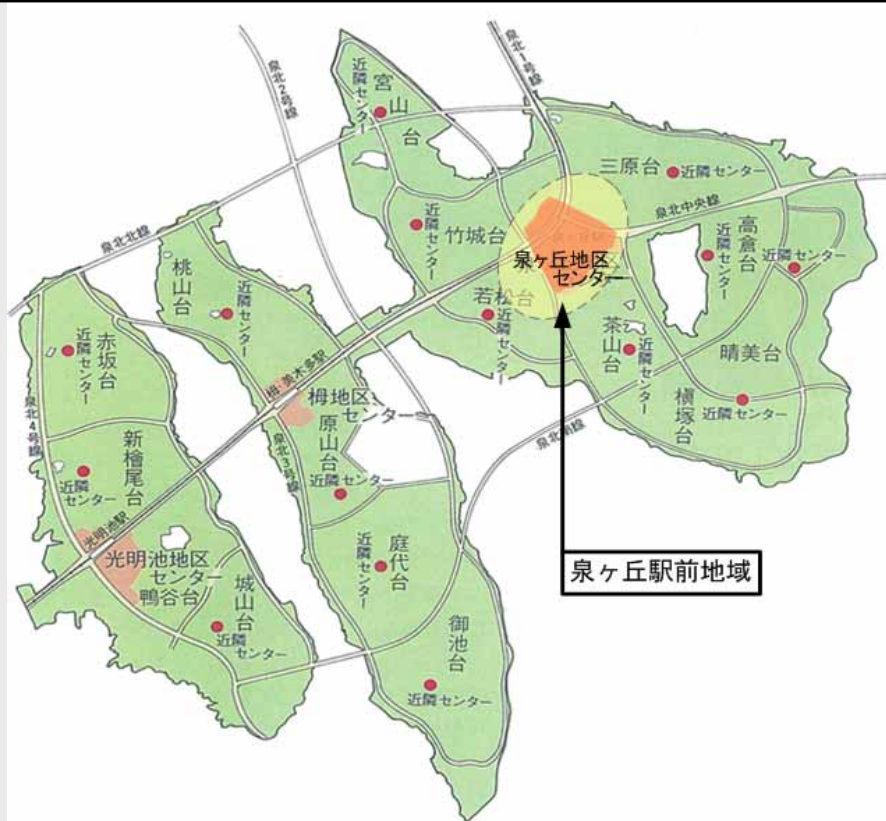 泉北1号線
泉北2号線
宮山台
近隣センター
三原台
近隣センター
泉北中央線
竹城台
近隣センター
高倉台
近隣センター
近隣センター
泉北北線
泉ヶ丘地区
センター
桃山台
近隣センター
若松台
近隣センター
茶山台
近隣センター
赤坂台
近隣センター
晴美台
栂・美木多駅
栂地区
センター
槇塚台
近隣センター
泉北4号線
泉北3号線
原山台
近隣センター
泉北南線
新檜尾台
近隣センター
光明池駅
光明池地区
センター
鴨谷台
庭代台
近隣センター
泉ヶ丘駅前地域
城山台
近隣センター
御池台
近隣センター